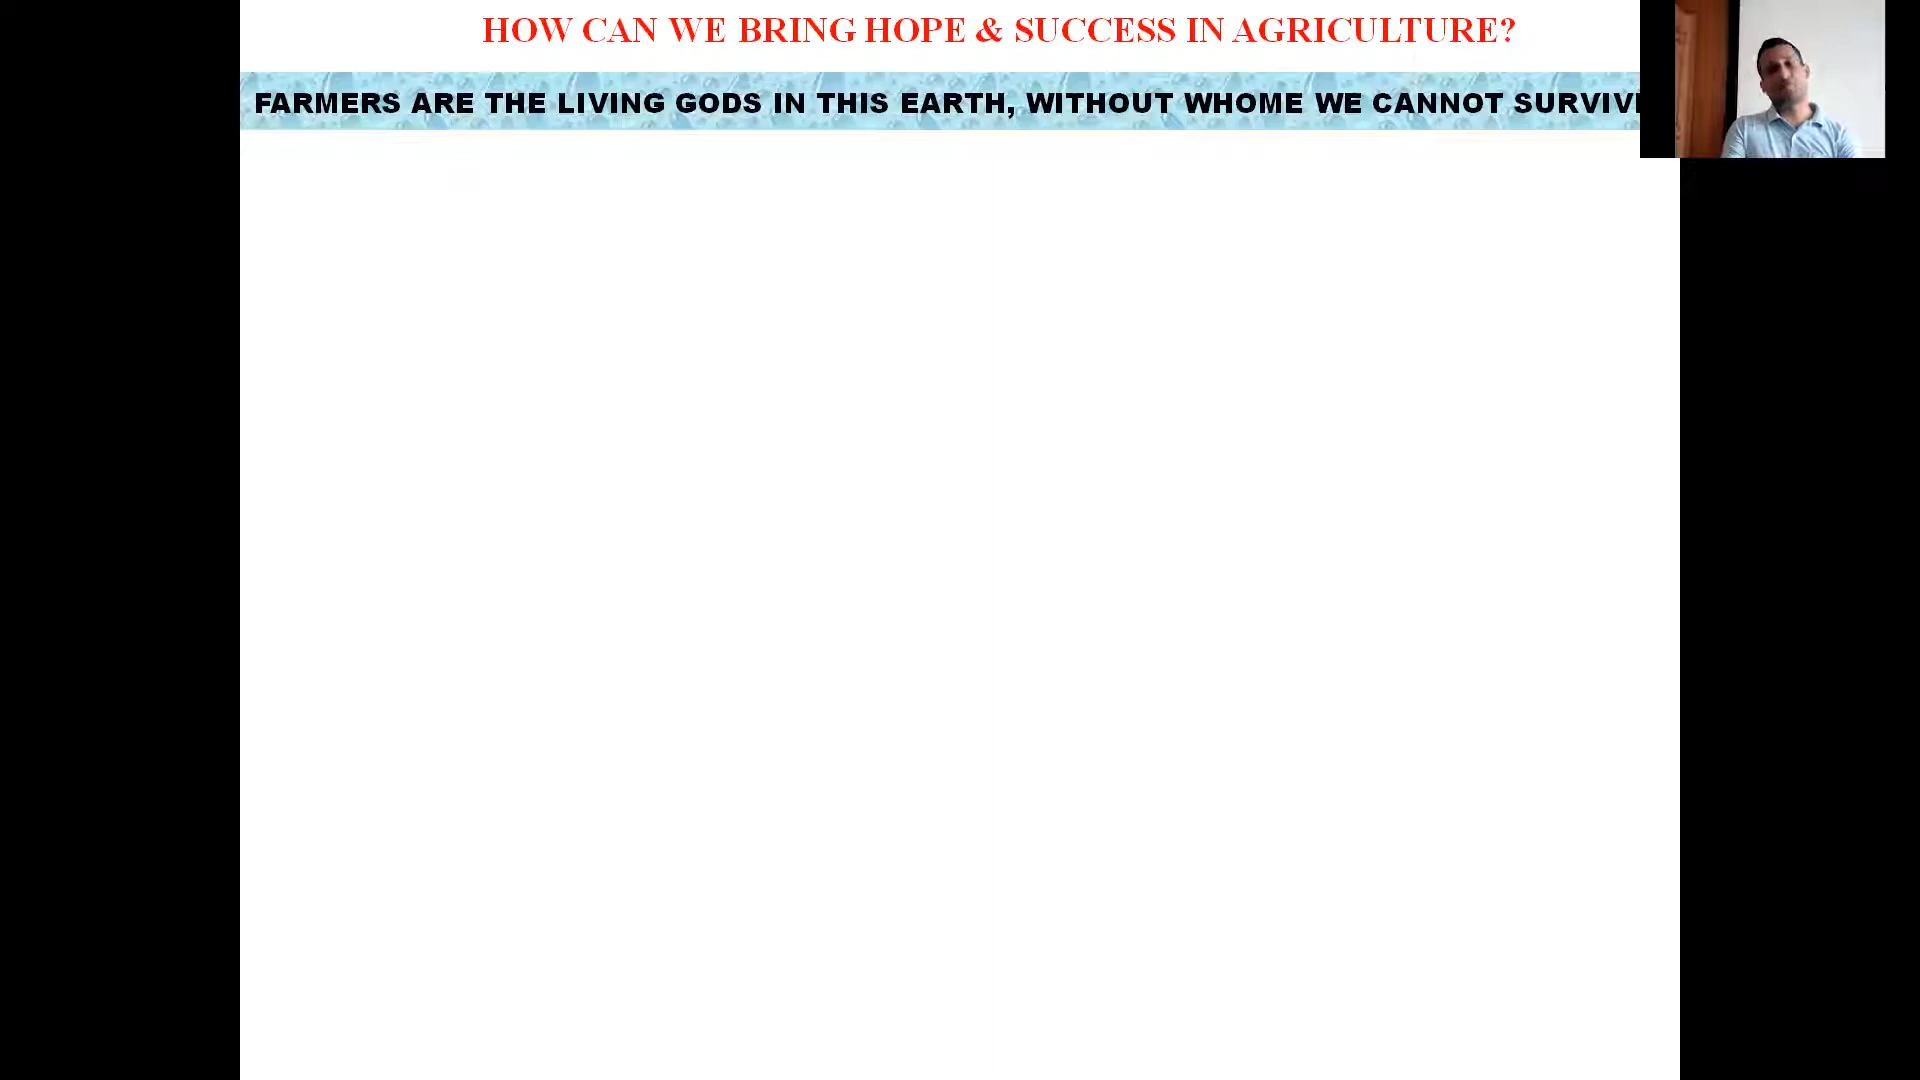 HOW CAN WE BRING HOPE & SUCCESS IN AGRICULTURE?
FARMERS ARE THE LIVING GODS IN THIS EARTH, WITHOUT WHOME WE CANNOT